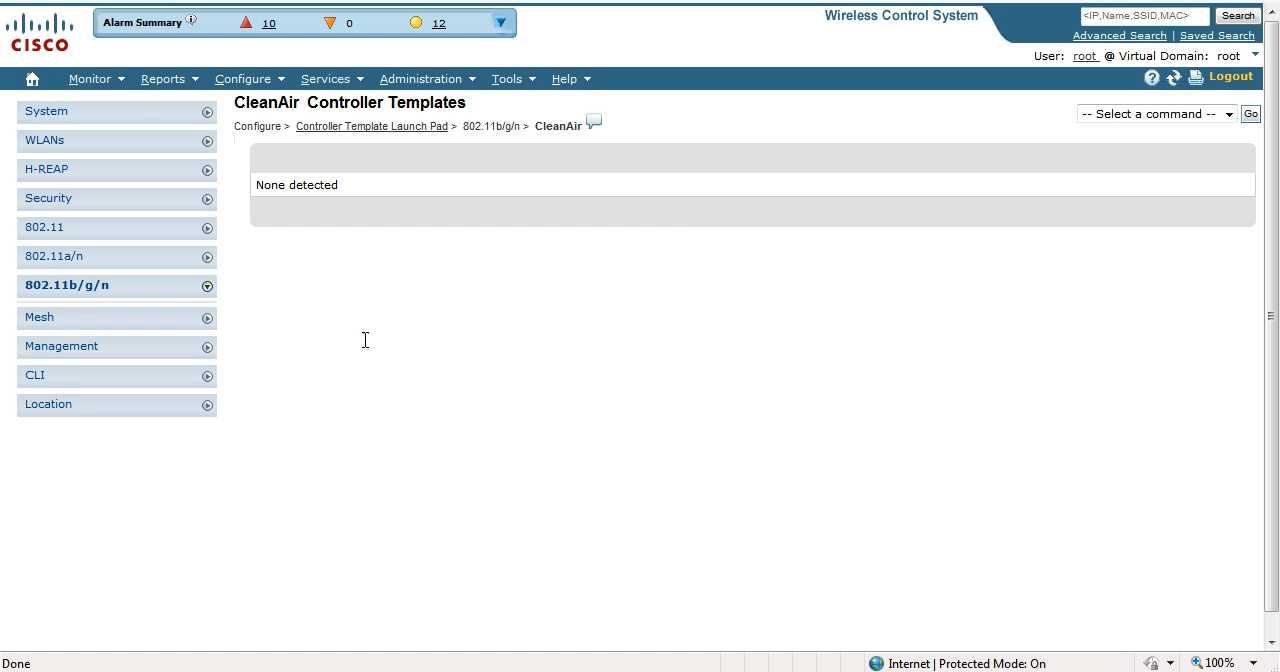 Alarm Summary 10 0 12
CISCO
Wireless Control System
<IP,Name,SSID,MAC> Search
Advanced Search | Saved Search
User: root @ Virtual Domain: root
Monitor Reports Configure Services Administration Tools Help
Logout
System
WLANs
H-REAP
Security
802.11
802.11a/n
802.11b/g/n
Mesh
Management
CLI
Location
CleanAir Controller Templates
Configure > Controller Template Launch Pad > 802.11b/g/n > CleanAir
-- Select a command -- Go
None detected
Done
Internet | Protected Mode: On
100%